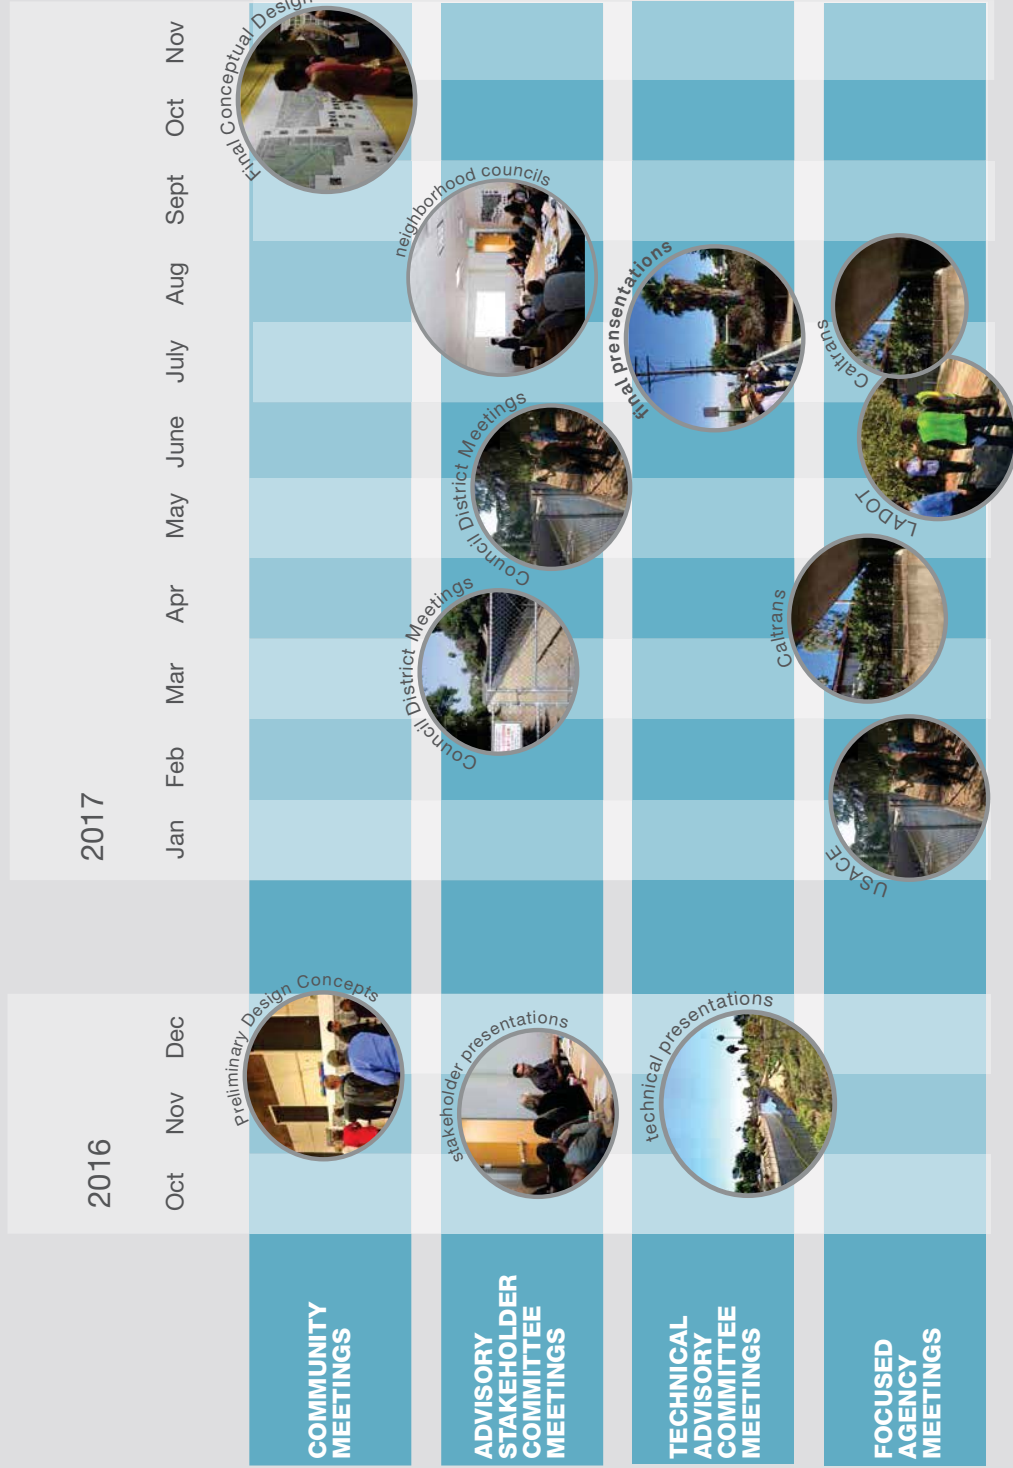 2016
2017
Oct
Nov
Dec
Jan
Feb
Mar
Apr
May
June
July
Aug
Sept
Oct
Nov
COMMUNITY
MEETINGS
Preliminary Design Concepts
Final Conceptual Design
ADVISORY
STAKEHOLDER
COMMITTEE
MEETINGS
stakeholder presentations
Council District Meetings
Council District Meetings
neighborhood councils
TECHNICAL
ADVISORY
COMMITTEE
MEETINGS
technical presentations
final prensentations
FOCUSED
AGENCY
MEETINGS
USACE
Caltrans
LADOT
Caltrans